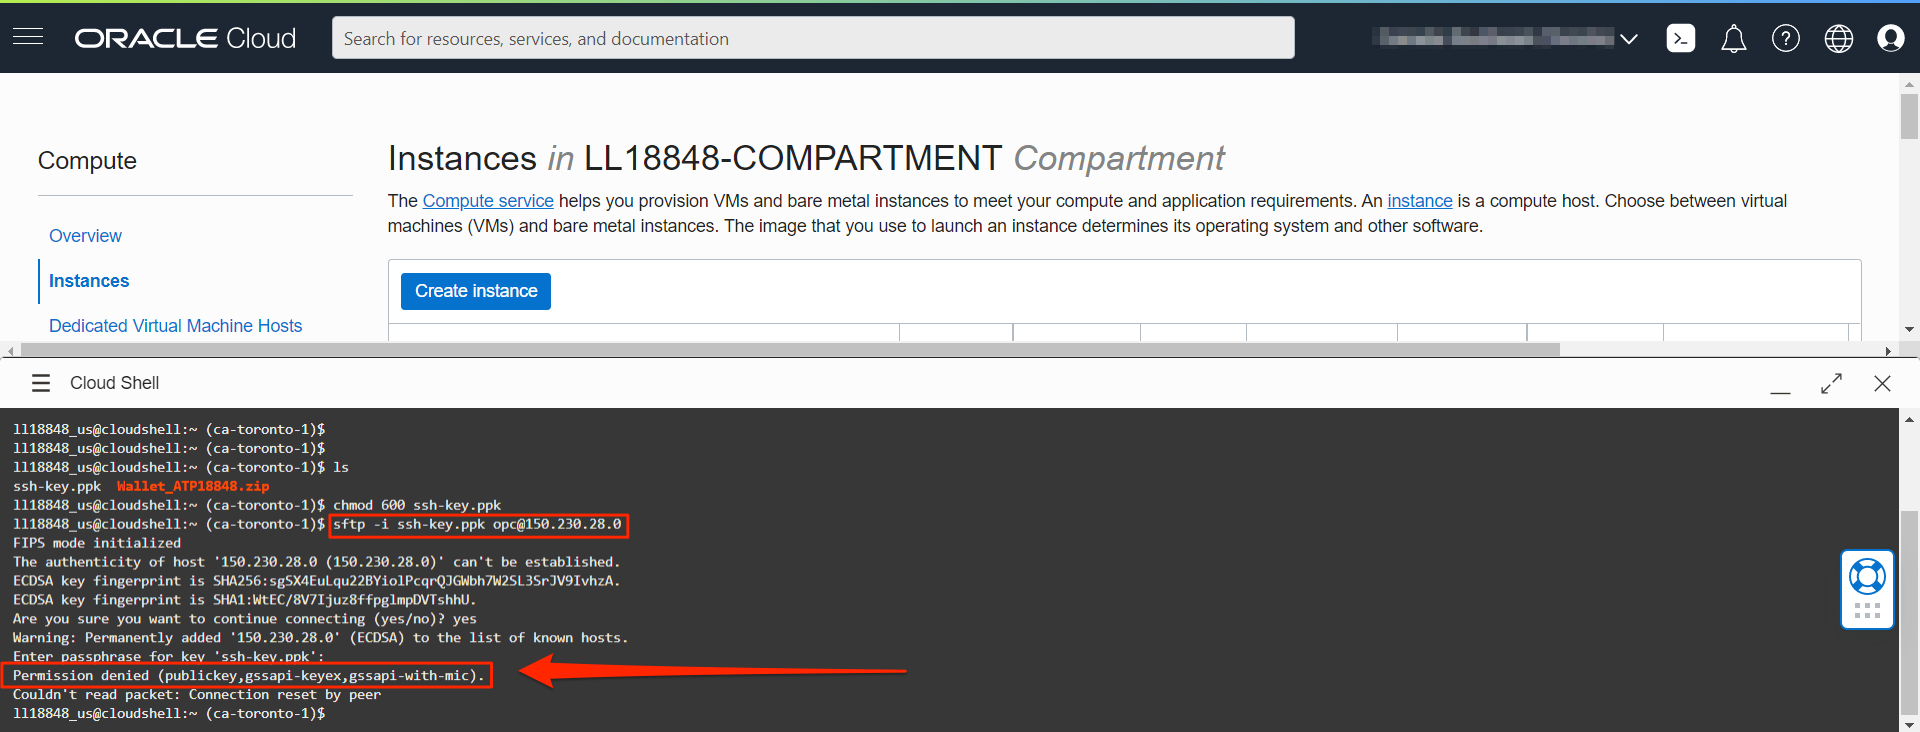 ORACLE Cloud
Search for resources, services, and documentation
Compute
Overview
Instances
Dedicated Virtual Machine Hosts
Instances in LL18848-COMPARTMENT Compartment
The Compute service helps you provision VMs and bare metal instances to meet your compute and application requirements. An instance is a compute host. Choose between virtual
machines (VMs) and bare metal instances. The image that you use to launch an instance determines its operating system and other software.
Create instance
Cloud Shell
ll18848_us@cloudshell:~ (ca-toronto-1)$
ll18848_us@cloudshell:~ (ca-toronto-1)$
ll18848_us@cloudshell:~ (ca-toronto-1)$ ls
ssh-key.ppk  Wallet_ATP18848.zip
ll18848_us@cloudshell:~ (ca-toronto-1)$ chmod 600 ssh-key.ppk
ll18848_us@cloudshell:~ (ca-toronto-1)$ sftp -i ssh-key.ppk opc@150.230.28.0
FIPS mode initialized
The authenticity of host '150.230.28.0 (150.230.28.0)' can't be established.
ECDSA key fingerprint is SHA256:sgSX4EuLqu22BYiolPcqrQJGWbh7W2SL3SrJV9IvhzA.
ECDSA key fingerprint is SHA1:WtEC/8V7Ijuz8ffpglmpDVTshhU.
Are you sure you want to continue connecting (yes/no)? yes
Warning: Permanently added '150.230.28.0' (ECDSA) to the list of known hosts.
Enter passphrase for key 'ssh-key.ppk':
Permission denied (publickey,gssapi-keyex,gssapi-with-mic).
Couldn't read packet: Connection reset by peer
ll18848_us@cloudshell:~ (ca-toronto-1)$